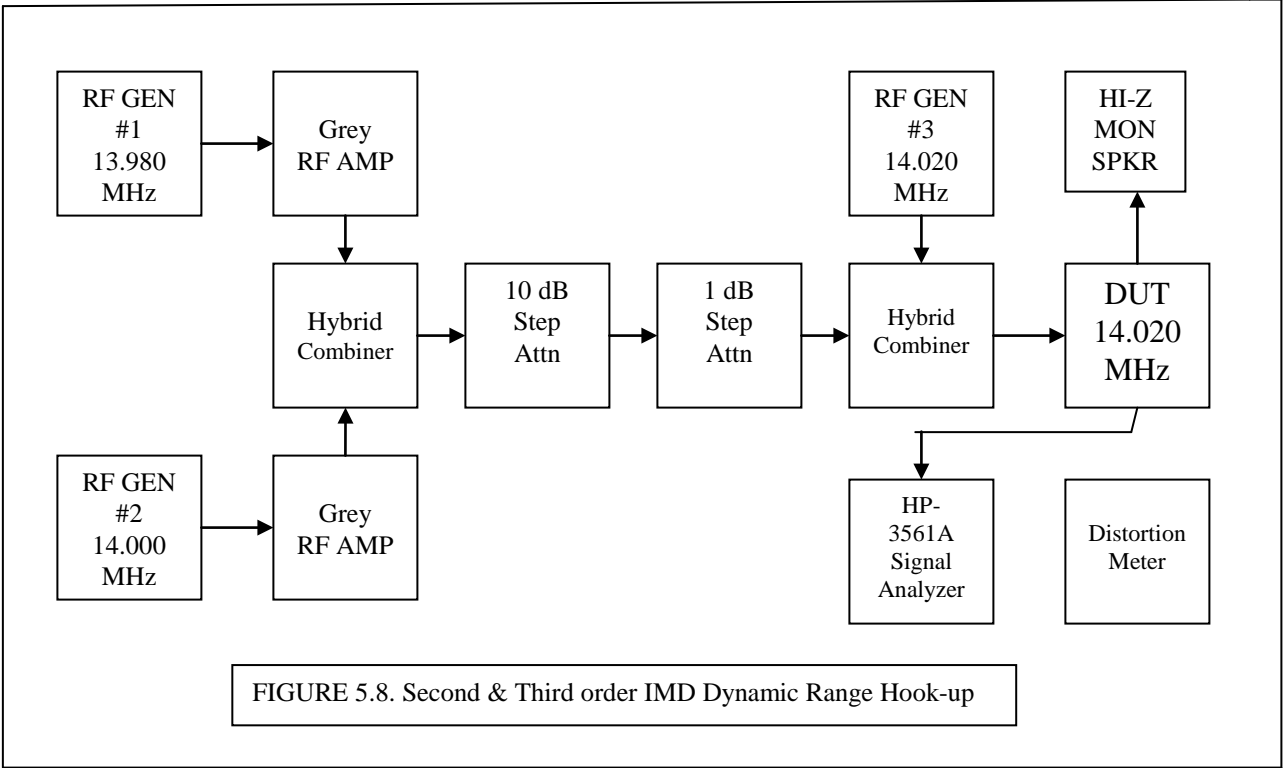 RF GEN
#1
13.980
MHz
Grey
RF AMP
RF GEN
#3
14.020
MHz
HI-Z
MON
SPKR
Hybrid
Combiner
10 dB
Step
Attn
1 dB
Step
Attn
Hybrid
Combiner
DUT
14.020
MHz
RF GEN
#2
14.000
MHz
Grey
RF AMP
HP-
3561A
Signal
Analyzer
Distortion
Meter
FIGURE 5.8. Second & Third order IMD Dynamic Range Hook-up